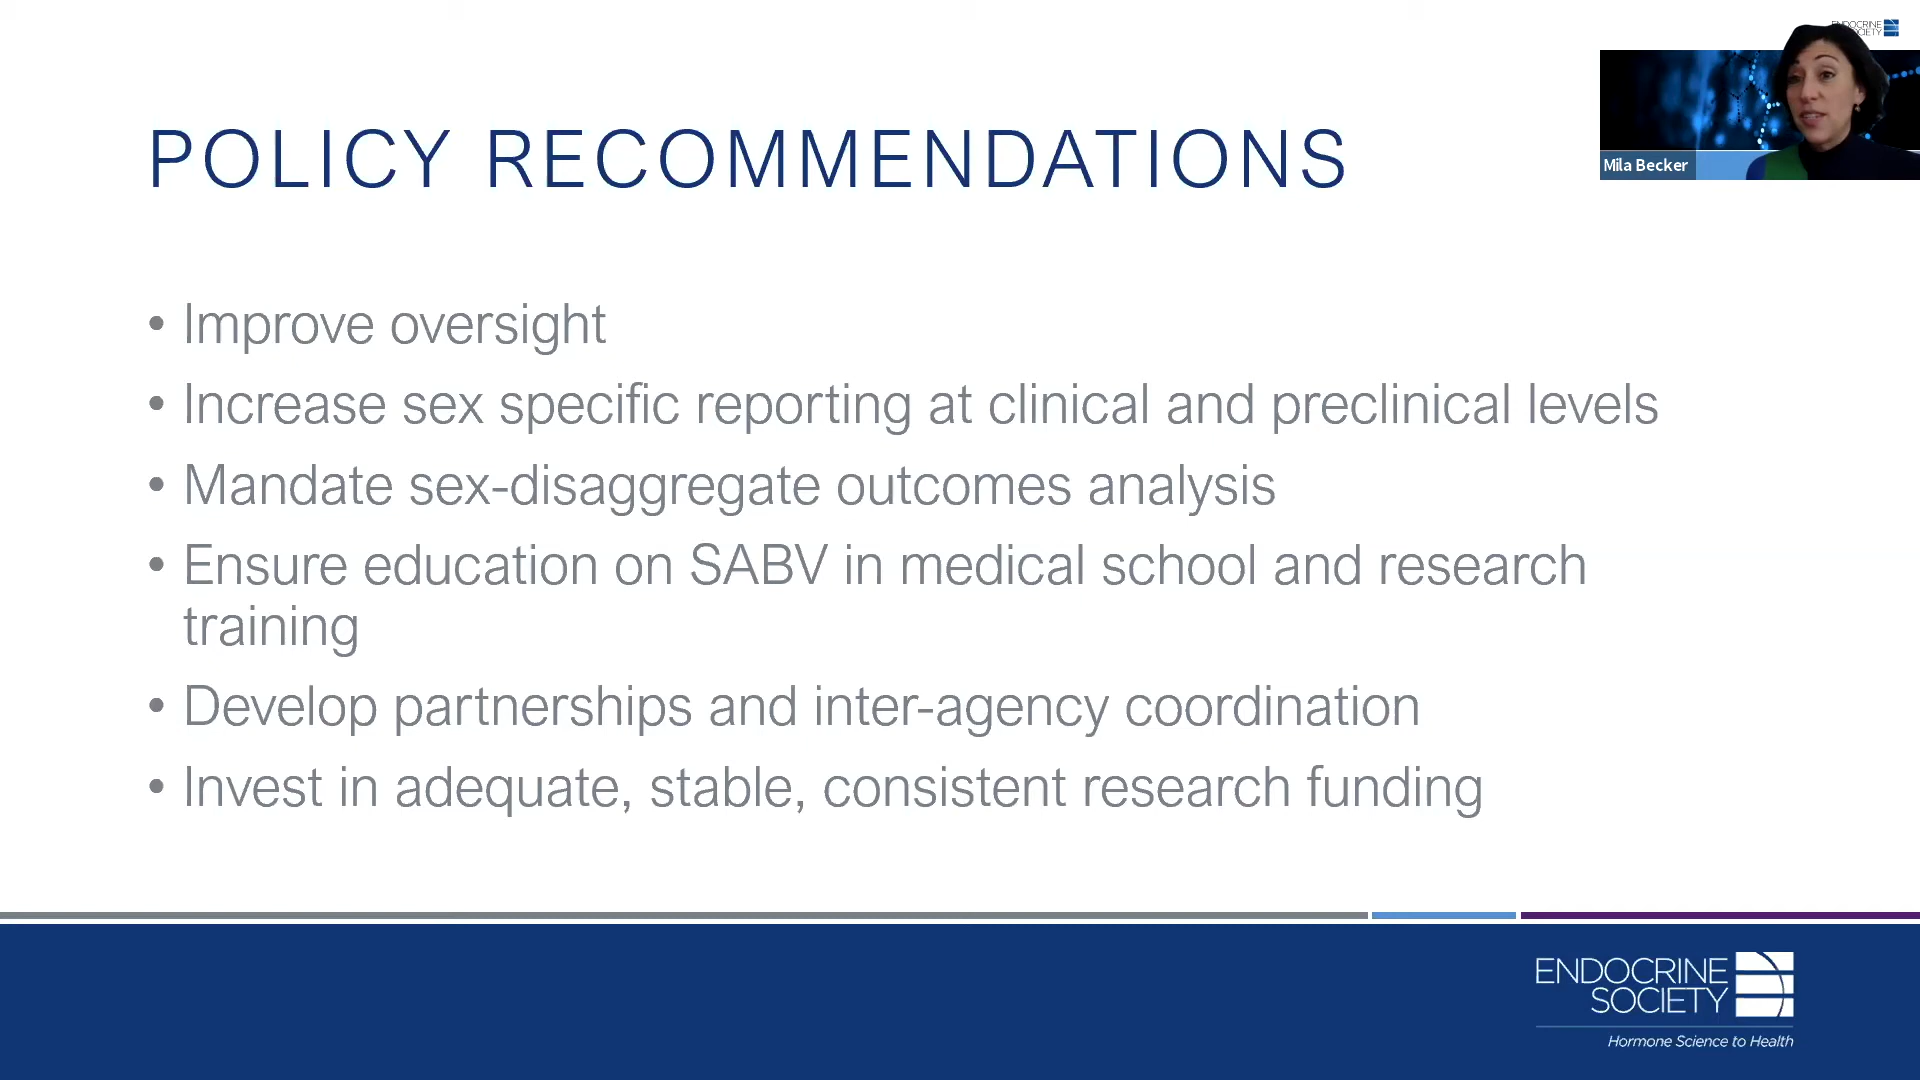 ENDOCRINE
SOCIETY
Mila Becker
POLICY RECOMMENDATIONS
• Improve oversight
• Increase sex specific reporting at clinical and preclinical levels
• Mandate sex-disaggregate outcomes analysis
• Ensure education on SABV in medical school and research
training
• Develop partnerships and inter-agency coordination
• Invest in adequate, stable, consistent research funding
ENDOCRINE
SOCIETY
Hormone Science to Health